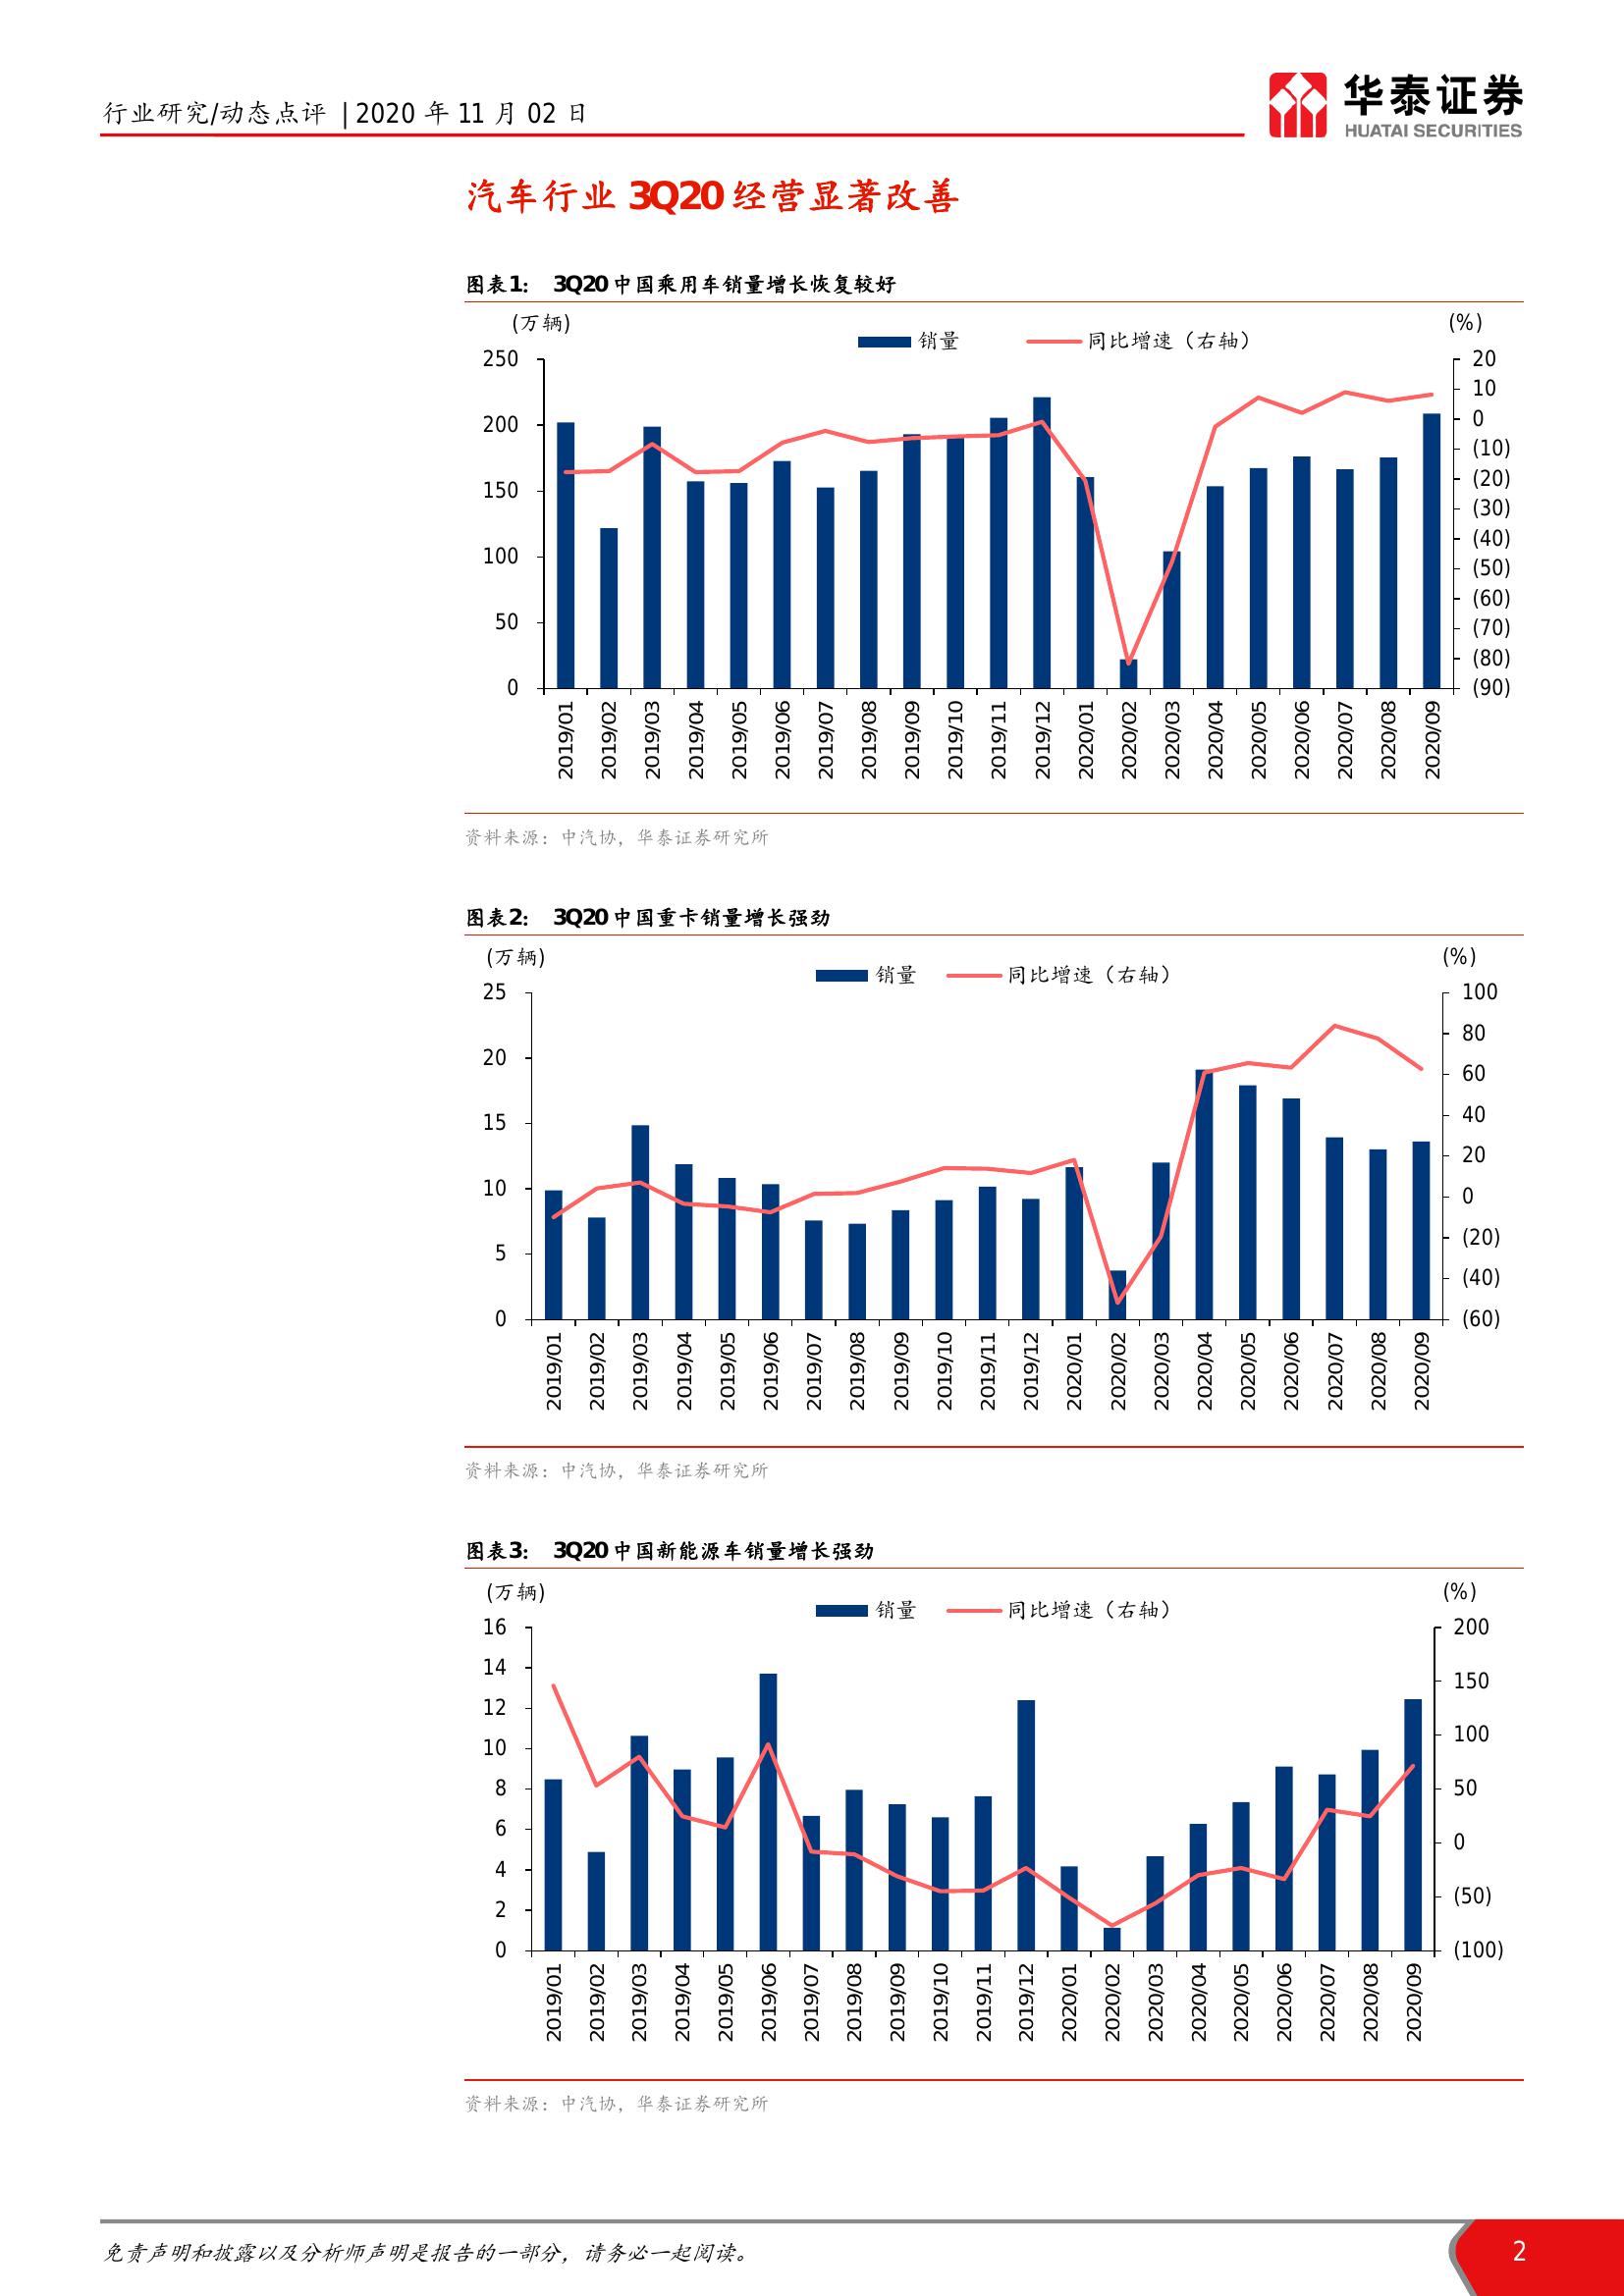 行业研究/动态点评 | 2020 年 11 月 02 日
华泰证券
HUATAI SECURITIES
汽车行业 3Q20 经营显著改善
图表1： 3Q20 中国乘用车销量增长恢复较好
(万辆) (%)
销量 同比增速（右轴）
250 20
10
200 0
(10)
150 (20)
(30)
100 (40)
(50)
(60)
50 (70)
(80)
0 (90)
2019/01 2019/02 2019/03 2019/04 2019/05 2019/06 2019/07 2019/08 2019/09 2019/10 2019/11 2019/12 2020/01 2020/02 2020/03 2020/04 2020/05 2020/06 2020/07 2020/08 2020/09
资料来源：中汽协，华泰证券研究所
图表2： 3Q20 中国重卡销量增长强劲
(万辆) (%)
销量 同比增速（右轴）
25 100
80
20
60
15 40
20
10 0
5 (20)
(40)
0 (60)
2019/01 2019/02 2019/03 2019/04 2019/05 2019/06 2019/07 2019/08 2019/09 2019/10 2019/11 2019/12 2020/01 2020/02 2020/03 2020/04 2020/05 2020/06 2020/07 2020/08 2020/09
资料来源：中汽协，华泰证券研究所
图表3： 3Q20 中国新能源车销量增长强劲
(万辆) (%)
销量 同比增速（右轴）
16 200
14 150
12
10 100
8 50
6 0
4
2 (50)
0 (100)
2019/01 2019/02 2019/03 2019/04 2019/05 2019/06 2019/07 2019/08 2019/09 2019/10 2019/11 2019/12 2020/01 2020/02 2020/03 2020/04 2020/05 2020/06 2020/07 2020/08 2020/09
资料来源：中汽协，华泰证券研究所
免责声明和披露以及分析师声明是报告的一部分，请务必一起阅读。
2